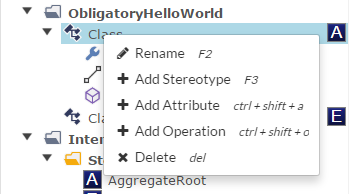 ObligatoryHelloWorld
Class A
Rename F2
Add Stereotype F3
Add Attribute ctrl + shift + a
Cla E
Add Operation ctrl + shift + o
Inter
Delete del
St
A AggregateRoot